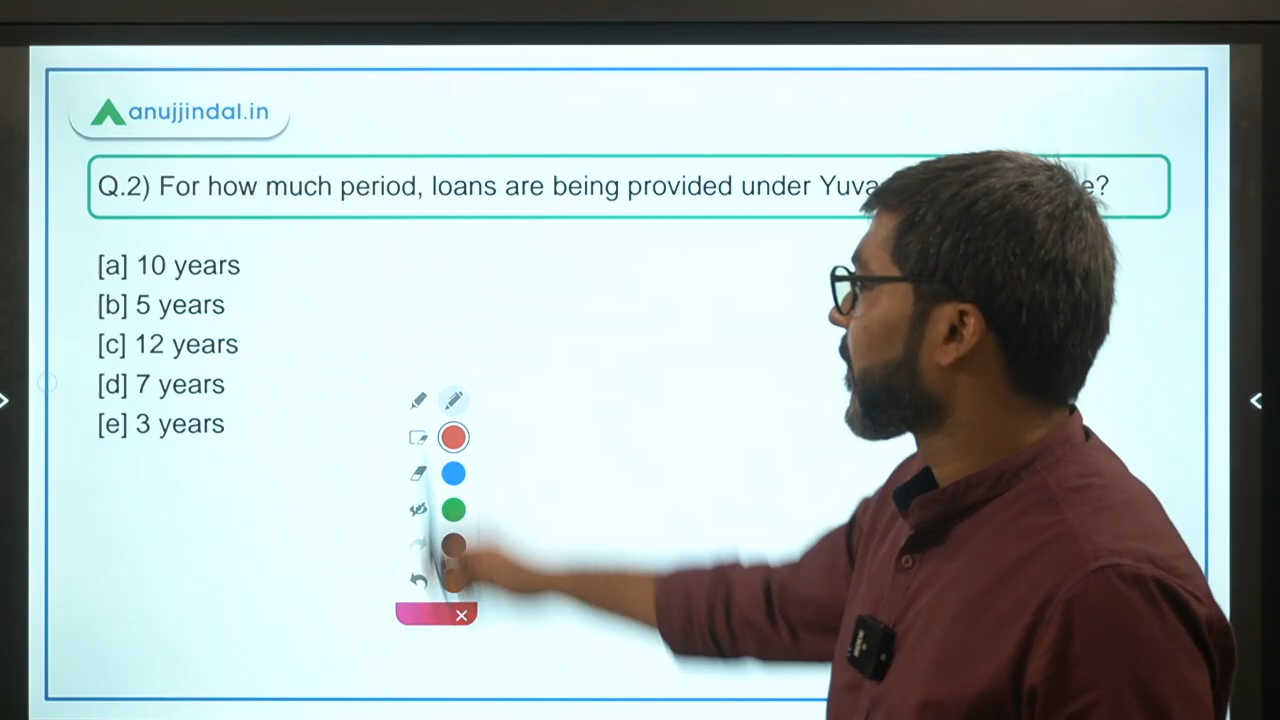 anujjindal.in
Q.2) For how much period, loans are being provided under Yuva e?
[a] 10 years
[b] 5 years
[c] 12 years
[d] 7 years
[e] 3 years